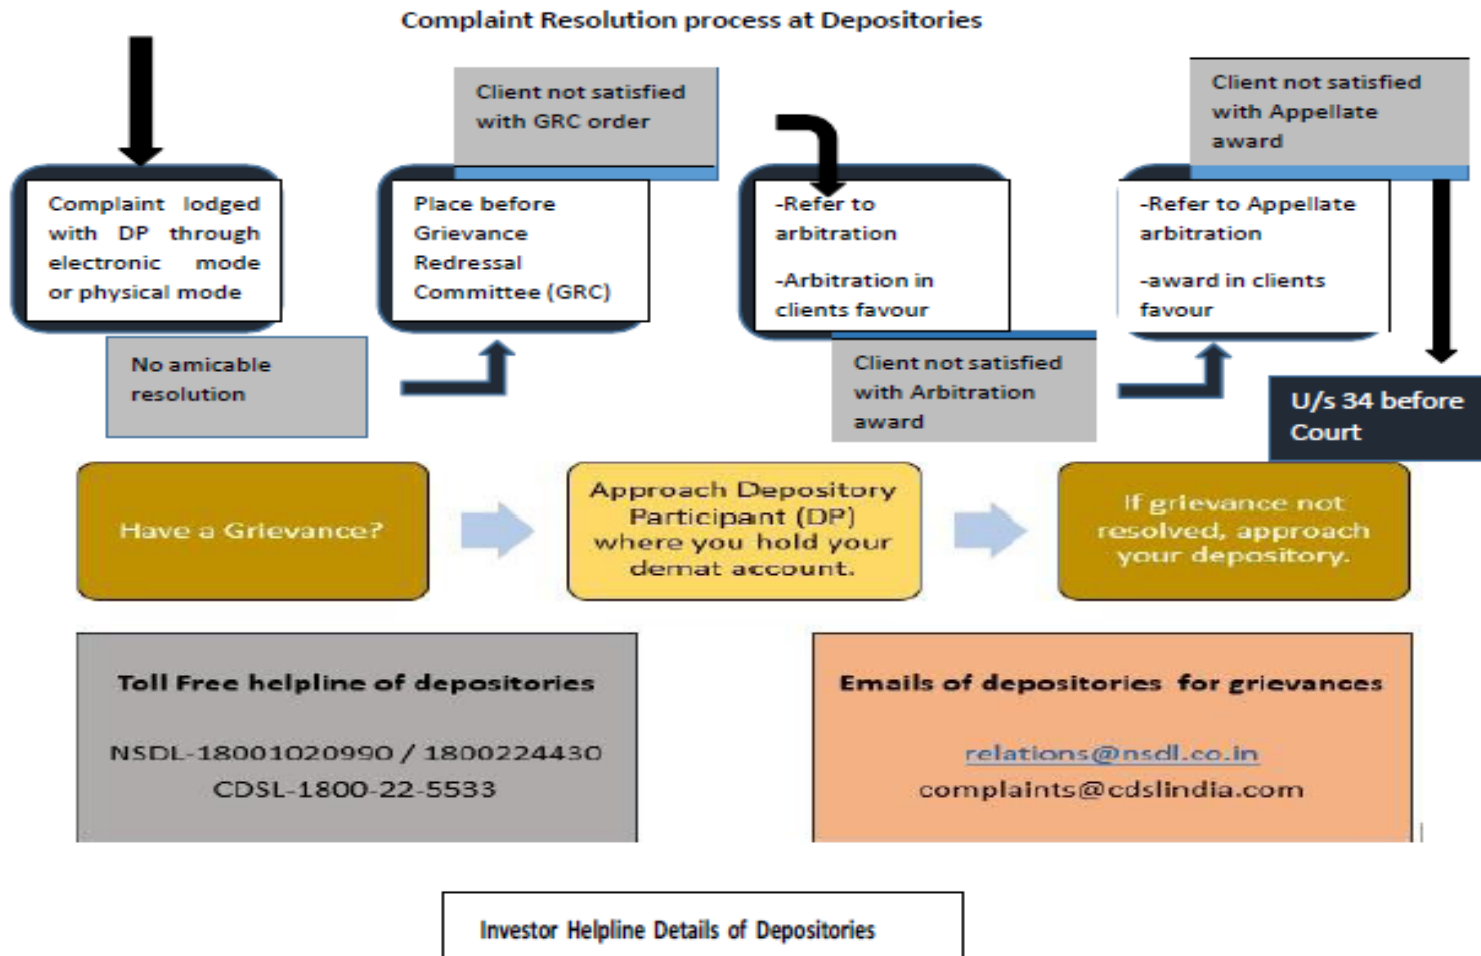 Complaint Resolution process at Depositories
Client not satisfied
with GRC order
Client not satisfied
with Appellate
award
Complaint lodged
with DP through
electronic mode
or physical mode
Place before
Grievance
Redressal
Committee (GRC)
-Refer to
arbitration
-Arbitration in
clients favour
-Refer to Appellate
arbitration
-award in clients
favour
No amicable
resolution
Client not satisfied
with Arbitration
award
U/s 34 before
Court
Have a Grievance?
Approach Depository
Participant (DP)
where you hold your
demat account.
If grievance not
resolved, approach
your depository.
Toll Free helpline of depositories
NSDL-18001020990 / 1800224430
CDSL-1800-22-5533
Emails of depositories for grievances
relations@nsdl.co.in
complaints@cdslindia.com
Investor Helpline Details of Depositories